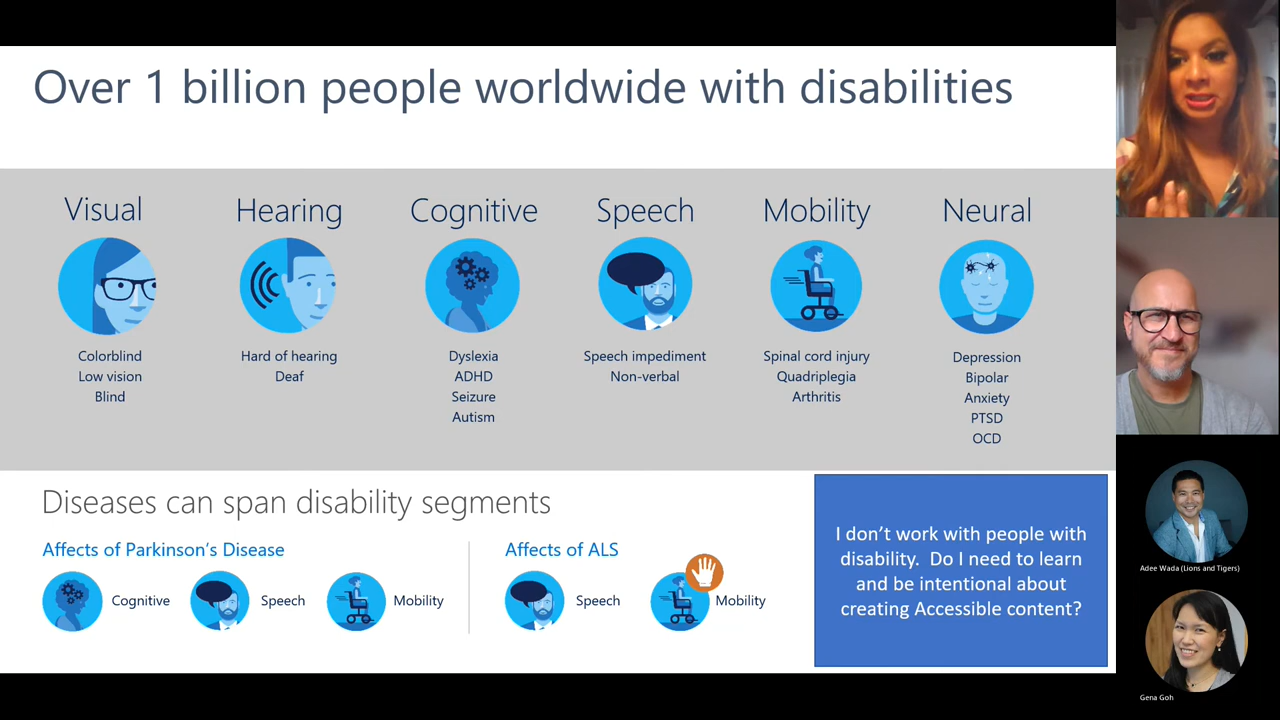 Over 1 billion people worldwide with disabilities
Visual
Colorblind
Low vision
Blind
Hearing
Hard of hearing
Deaf
Cognitive
Dyslexia
ADHD
Seizure
Autism
Speech
Speech impediment
Non-verbal
Mobility
Spinal cord injury
Quadriplegia
Arthritis
Neural
Depression
Bipolar
Anxiety
PTSD
OCD
Diseases can span disability segments
Affects of Parkinson's Disease
Cognitive
Speech
Mobility
Affects of ALS
Speech
Mobility
I don't work with people with
disability.  Do I need to learn
and be intentional about
creating Accessible content?
Adee Wada (Lions and Tigers)
Gena Goh